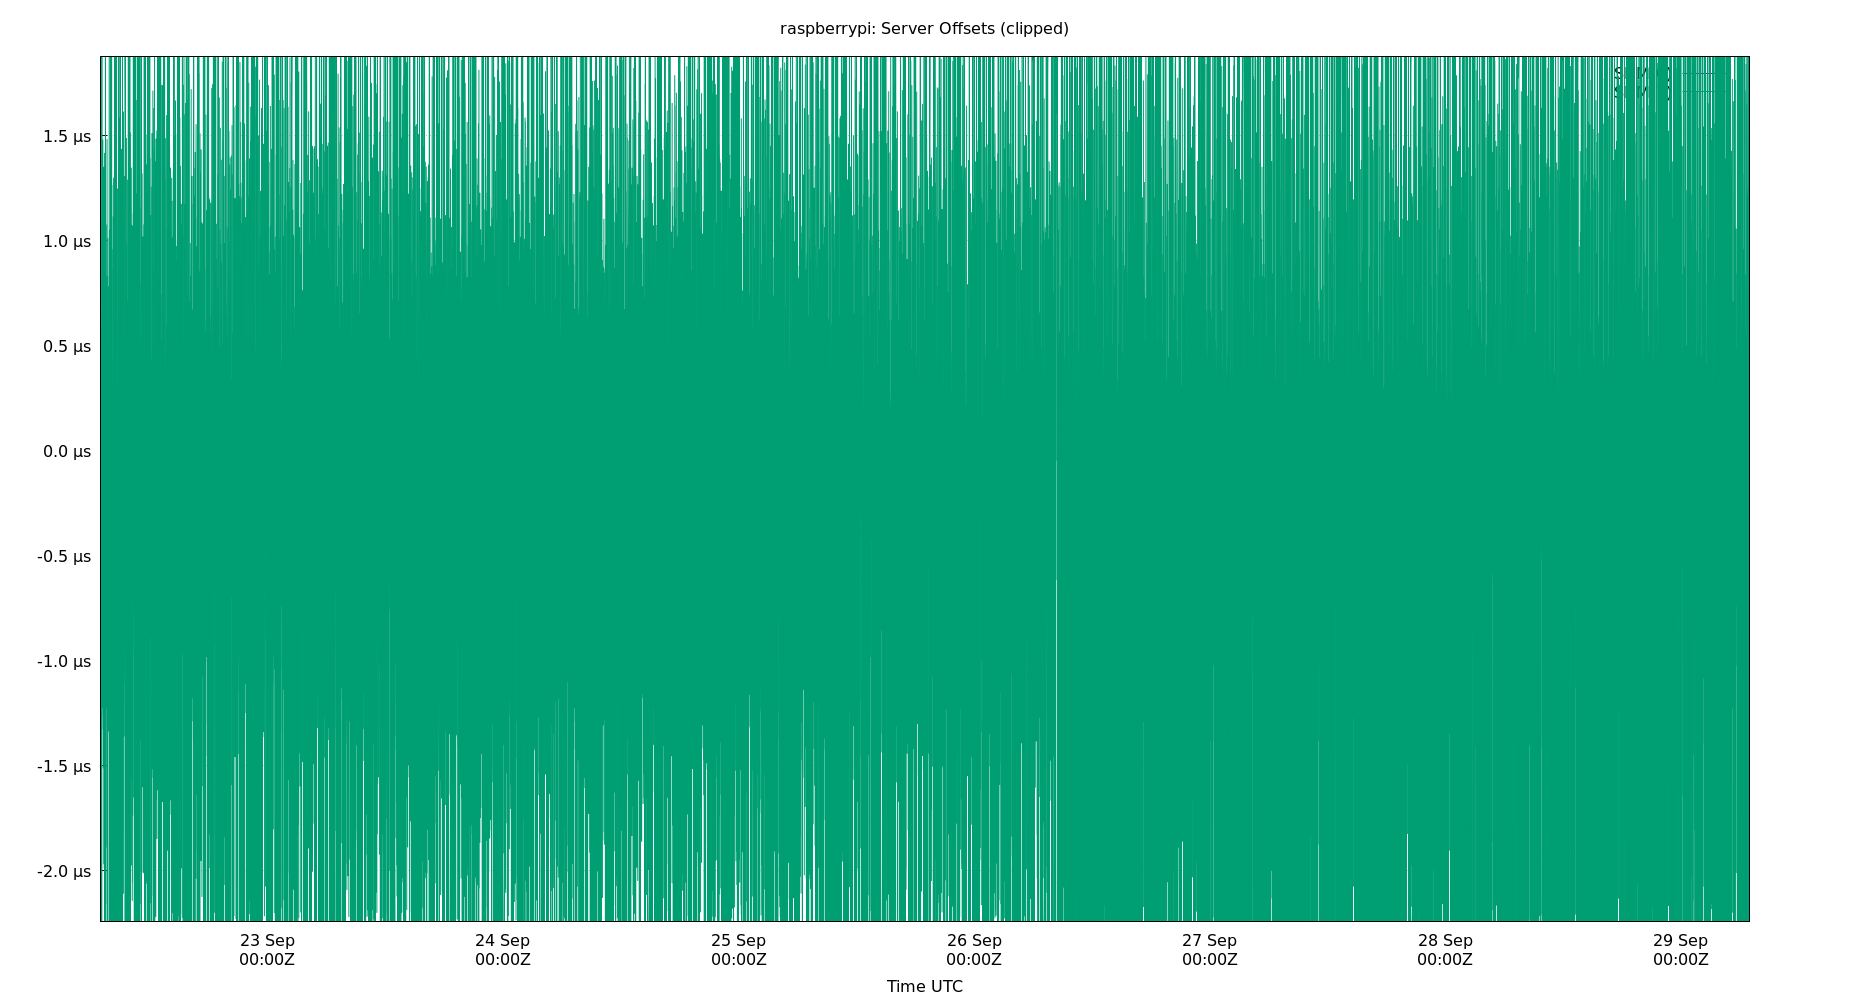 raspberrypi: Server Offsets (clipped)
1.5 μs
1.0 μs
0.5 μs
0.0 μs
-0.5 μs
-1.0 μs
-1.5 μs
-2.0 μs
23 Sep
00:00Z
24 Sep
00:00Z
25 Sep
00:00Z
26 Sep
00:00Z
27 Sep
00:00Z
28 Sep
00:00Z
29 Sep
00:00Z
Time UTC